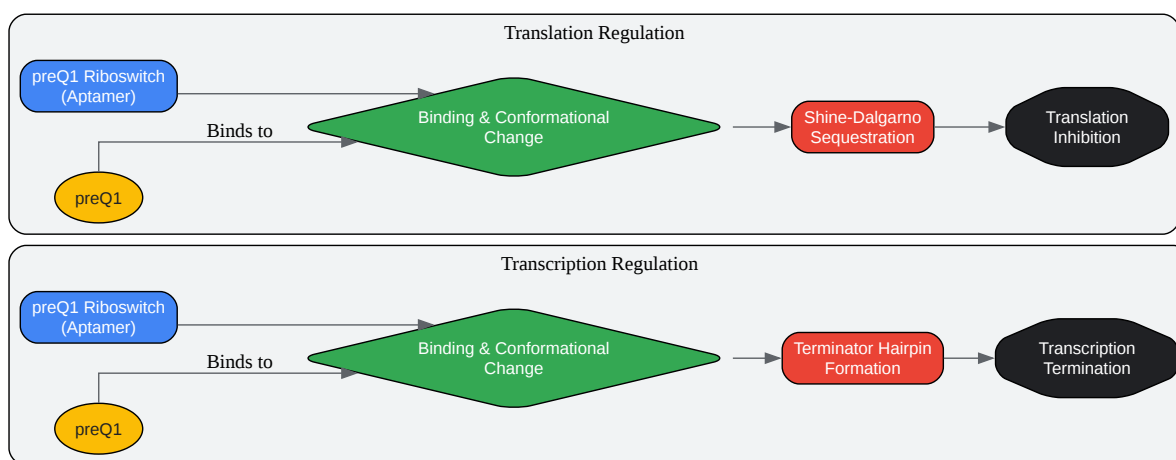 Translation Regulation
preQ1 Riboswitch
(Aptamer)
Binds to
preQ1
Binding & Conformational
Change
Shine-Dalgarno
Sequestration
Translation
Inhibition
Transcription Regulation
preQ1 Riboswitch
(Aptamer)
Binds to
preQ1
Binding & Conformational
Change
Terminator Hairpin
Formation
Transcription
Termination